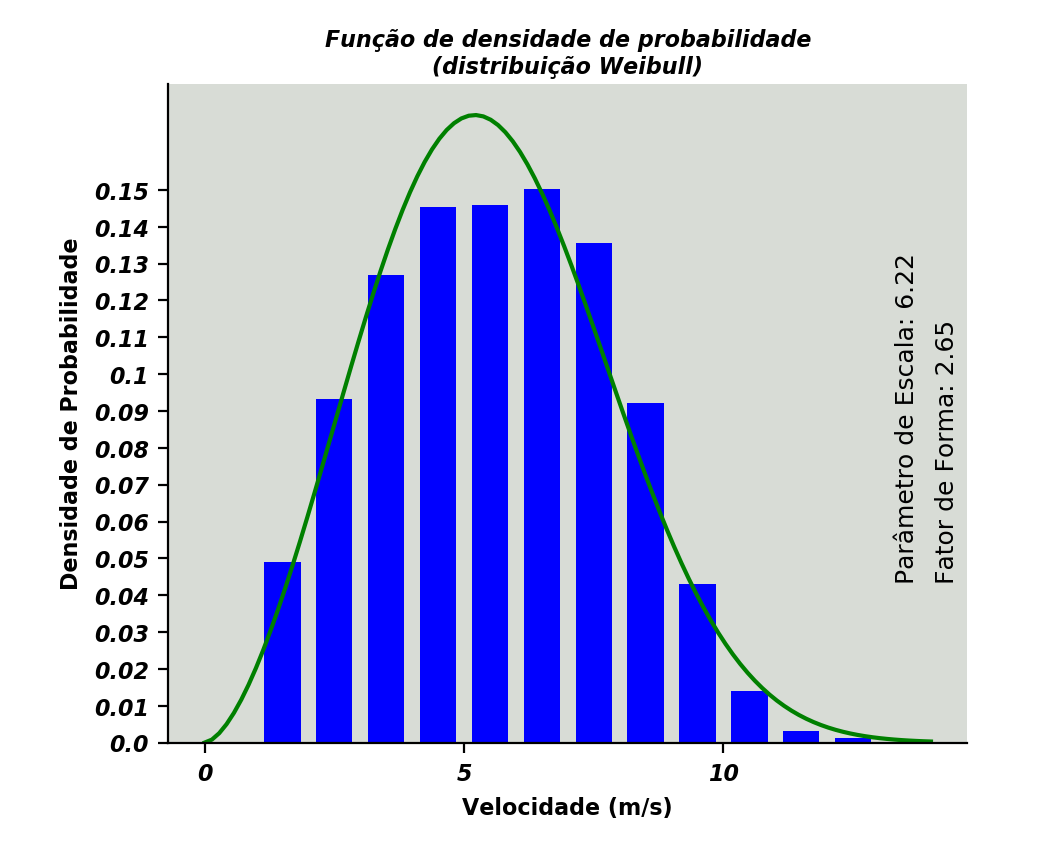 Função de densidade de probabilidade
(distribuição Weibull)
Densidade de Probabilidade
0.15
0.14
0.13
0.12
0.11
0.1
0.09
0.08
0.07
0.06
0.05
0.04
0.03
0.02
0.01
0.0
0 5 10
Velocidade (m/s)
Parâmetro de Escala: 6.22
Fator de Forma: 2.65